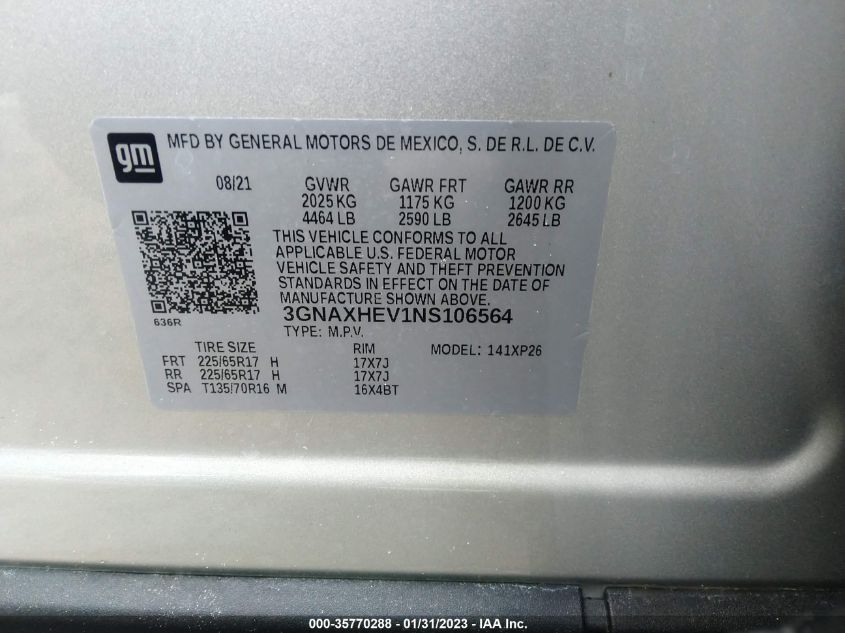 gm
MFD BY GENERAL MOTORS DE MEXICO, S. DE R.L. DE C.V.
08/21 GVWR GAWR FRT GAWR RR
2025 KG 1175 KG 1200 KG
4464 LB 2590 LB 2645 LB
THIS VEHICLE CONFORMS TO ALL
APPLICABLE U.S. FEDERAL MOTOR
VEHICLE SAFETY AND THEFT PREVENTION
STANDARDS IN EFFECT ON THE DATE OF
MANUFACTURE SHOWN ABOVE.
636R
3GNAXHEV1NS106564
TYPE: M.P.V.
TIRE SIZE RIM MODEL: 141XP26
FRT 225/65R17 H 17X7J
RR 225/65R17 H 17X7J
SPA T135/70R16 M 16X4BT
000-35770288 - 01/31/2023 - IAA Inc.